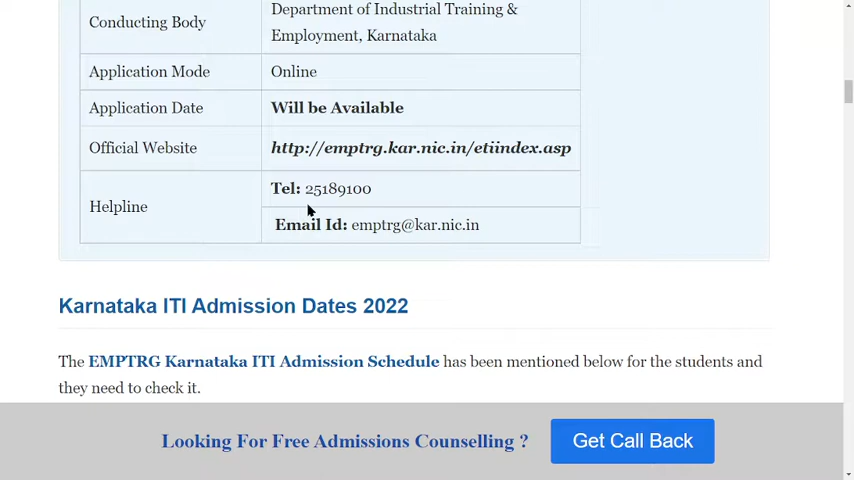 Conducting Body
Department of Industrial Training &
Employment, Karnataka
Application Mode
Online
Application Date
Will be Available
Official Website
http://emptrg.kar.nic.in/etiindex.asp
Helpline
Tel: 25189100
Email Id: emptrg@kar.nic.in
Karnataka ITI Admission Dates 2022
The EMPTRG Karnataka ITI Admission Schedule has been mentioned below for the students and
they need to check it.
Looking For Free Admissions Counselling ?
Get Call Back